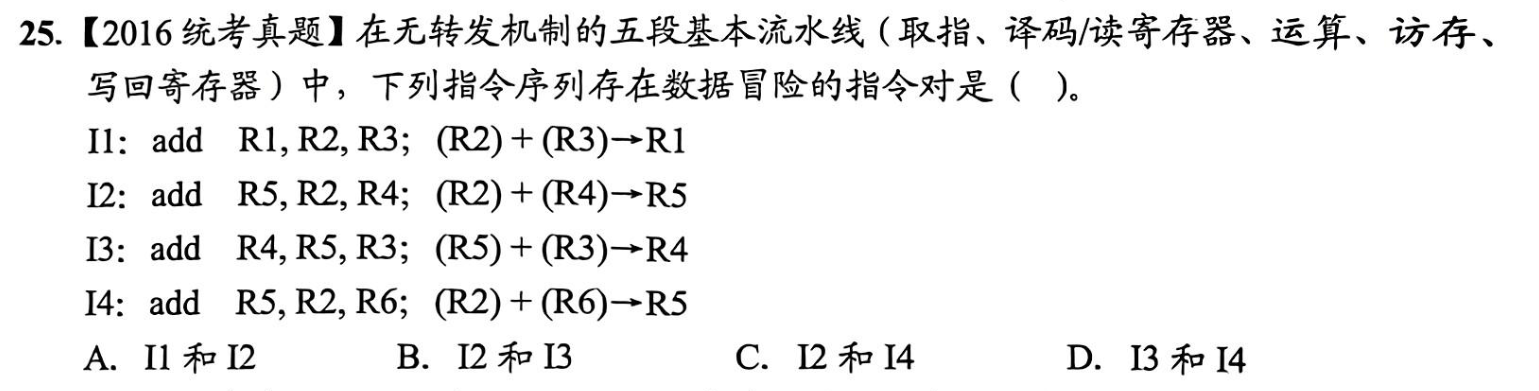 25.【2016 统考真题】在无转发机制的五段基本流水线（取指、译码/读寄存器、运算、访存、
写回寄存器）中，下列指令序列存在数据冒险的指令对是（  ）。
I1: add R1, R2, R3; (R2) + (R3)→R1
I2: add R5, R2, R4; (R2) + (R4)→R5
I3: add R4, R5, R3; (R5) + (R3)→R4
I4: add R5, R2, R6; (R2) + (R6)→R5
A. I1 和 I2 B. I2 和 I3 C. I2 和 I4 D. I3 和 I4